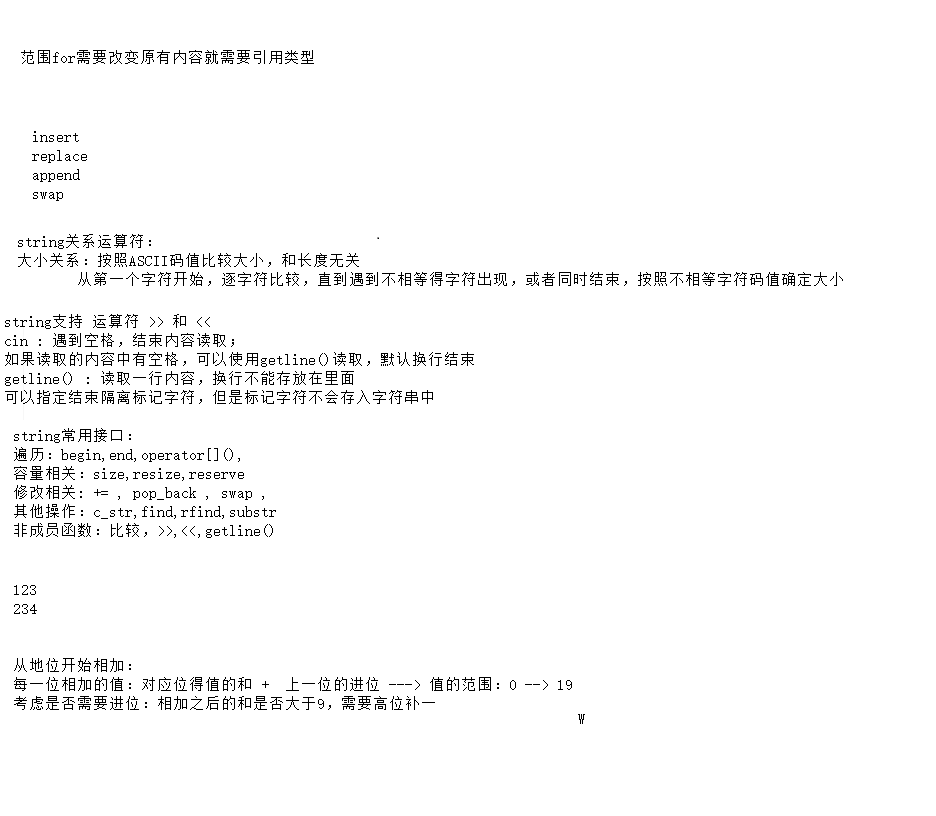 范围for需要改变原有内容就需要引用类型
insert
replace
append
swap
string关系运算符：
大小关系：按照ASCII码值比较大小，和长度无关
从第一个字符开始，逐字符比较，直到遇到不相等得字符出现，或者同时结束，按照不相等字符码值确定大小
string支持 运算符 >> 和 <<
cin : 遇到空格，结束内容读取；
如果读取的内容中有空格，可以使用getline()读取，默认换行结束
getline() : 读取一行内容，换行不能存放在里面
可以指定结束隔离标记字符，但是标记字符不会存入字符串中
string常用接口：
遍历：begin,end,operator[](),
容量相关：size,resize,reserve
修改相关: += , pop_back , swap ,
其他操作：c_str,find,rfind,substr
非成员函数：比较，>>,<<,getline()
123
234
从地位开始相加：
每一位相加的值：对应位得值的和 + 上一位的进位 ---> 值的范围：0 --> 19
考虑是否需要进位：相加之后的和是否大于9，需要高位补一
W